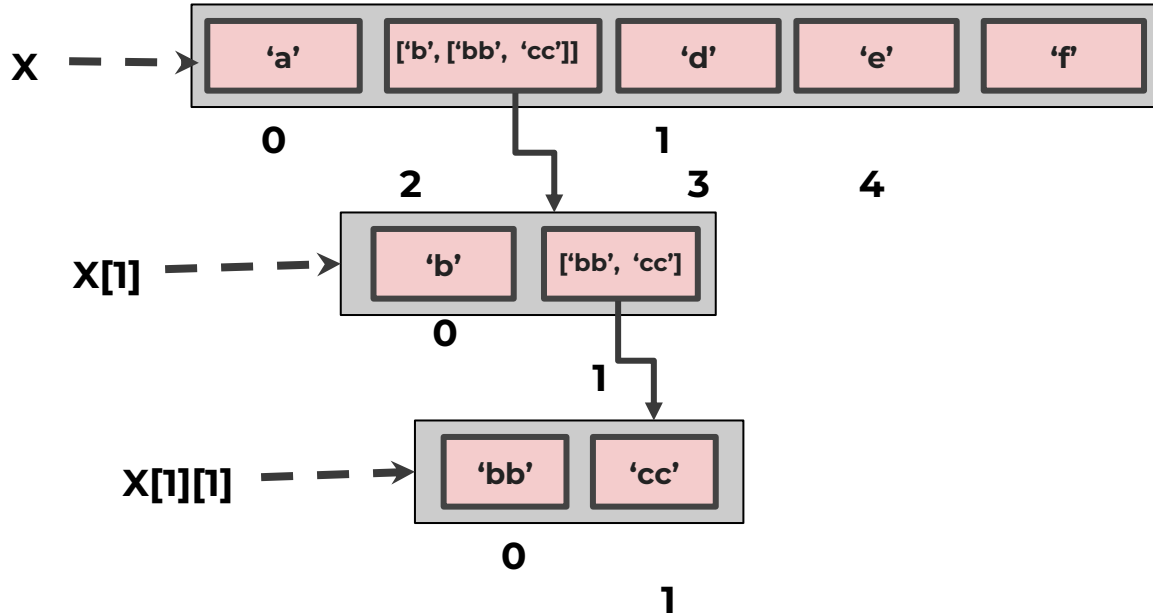 X
‘a’
[‘b’, [‘bb’, ‘cc’]]
‘d’
‘e’
‘f’
0
1
2
3
4
X[1]
‘b’
[‘bb’, ‘cc’]
0
1
X[1][1]
‘bb’
‘cc’
0
1